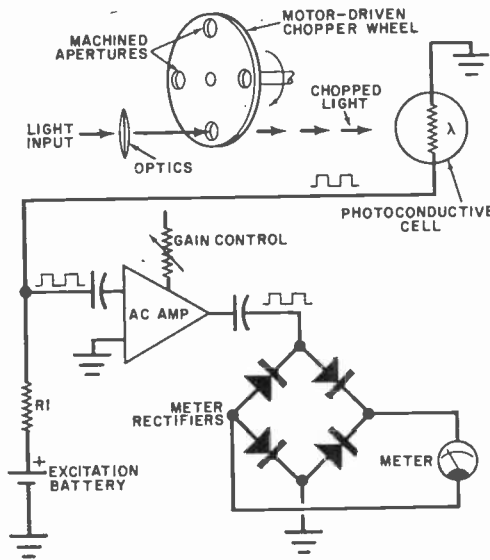 MACHINED
APERTURES
MOTOR-DRIVEN
CHOPPER WHEEL
CHOPPED
LIGHT
LIGHT
INPUT
OPTICS
λ
PHOTOCONDUCTIVE
CELL
GAIN CONTROL
AC AMP
R1
METER
RECTIFIERS
+
EXCITATION
BATTERY
METER